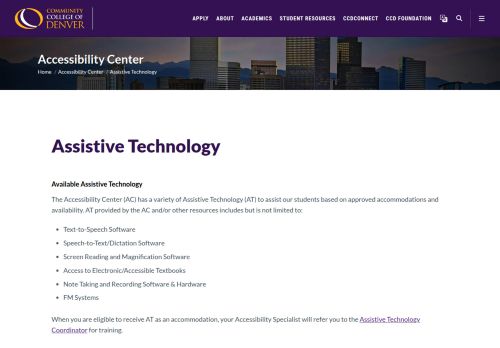 COMMUNITY
COLLEGE OF
DENVER
APPLY ABOUT ACADEMICS STUDENT RESOURCES CCDCONNECT CCD FOUNDATION
Accessibility Center
Home / Accessibility Center / Assistive Technology
Assistive Technology
Available Assistive Technology
The Accessibility Center (AC) has a variety of Assistive Technology (AT) to assist our students based on approved accommodations and
availability. AT provided by the AC and/or other resources includes but is not limited to:
Text-to-Speech Software
Speech-to-Text/Dictation Software
Screen Reading and Magnification Software
Access to Electronic/Accessible Textbooks
Note Taking and Recording Software & Hardware
FM Systems
When you are eligible to receive AT as an accommodation, your Accessibility Specialist will refer you to the Assistive Technology
Coordinator for training.